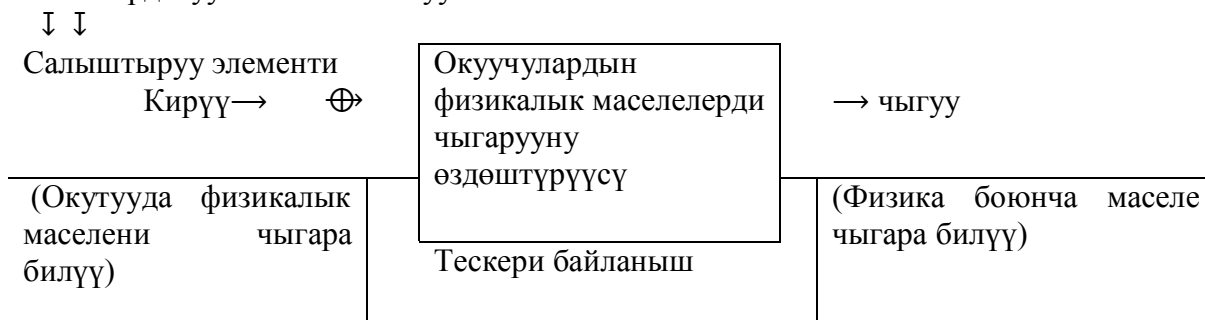 ↧ ↧
Салыштыруу элементи
Кирүү→ ⊕→
Окуучулардын
физикалык маселелерди
чыгарууну
өздөштүрүүсү
→ чыгуу
(Окутууда физикалык
маселени чыгара
билүү)
Тескери байланыш
(Физика боюнча маселе
чыгара билүү)